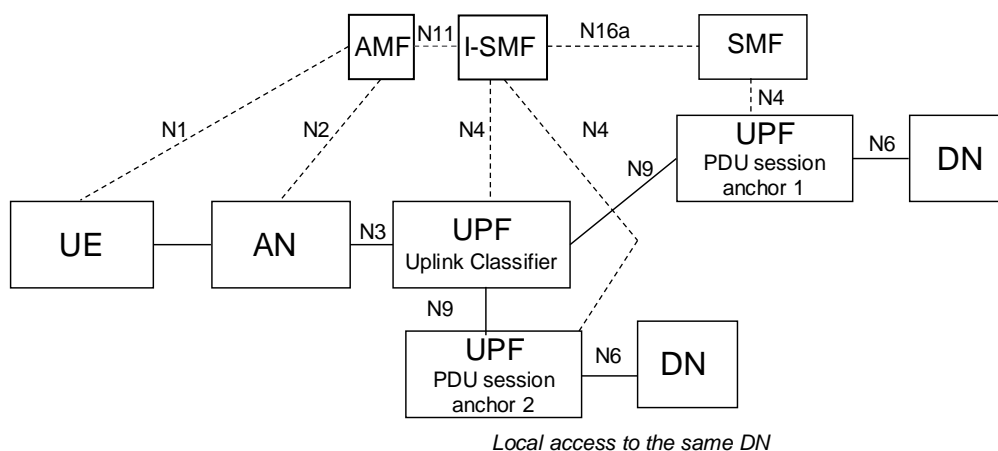 N11
N16a
AMF
I-SMF
SMF
N1
N2
N4
N4
N4
UPF
PDU session
anchor 1
N6
DN
N9
UE
AN
N3
UPF
Uplink Classifier
N9
UPF
PDU session
anchor 2
N6
DN
Local access to the same DN